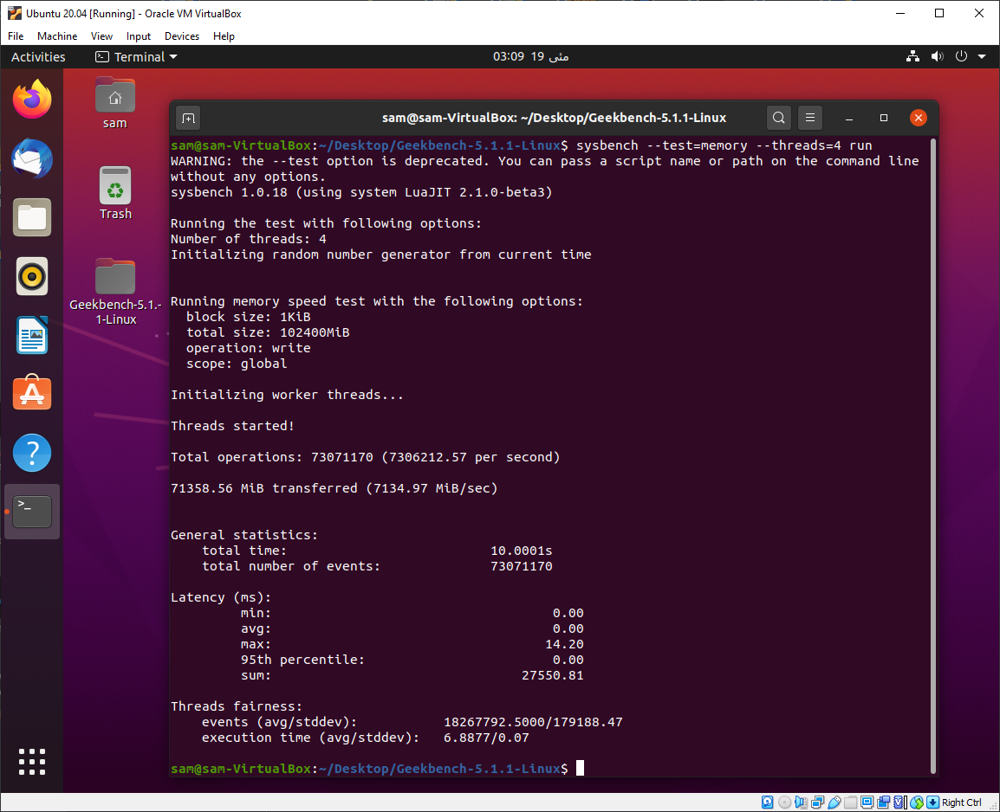 Ubuntu 20.04 [Running] - Oracle VM VirtualBox
File Machine View Input Devices Help
Activities Terminal 03:09 19 مئی
sam
Trash
Geekbench-5.1.-
1-Linux
sam@sam-VirtualBox: ~/Desktop/Geekbench-5.1.1-Linux
sam@sam-VirtualBox:~/Desktop/Geekbench-5.1.1-Linux$ sysbench --test=memory --threads=4 run
WARNING: the --test option is deprecated. You can pass a script name or path on the command line
without any options.
sysbench 1.0.18 (using system LuaJIT 2.1.0-beta3)
Running the test with following options:
Number of threads: 4
Initializing random number generator from current time
Running memory speed test with the following options:
block size: 1KiB
total size: 102400MiB
operation: write
scope: global
Initializing worker threads...
Threads started!
Total operations: 73071170 (7306212.57 per second)
71358.56 MiB transferred (7134.97 MiB/sec)
General statistics:
total time: 10.0001s
total number of events: 73071170
Latency (ms):
min: 0.00
avg: 0.00
max: 14.20
95th percentile: 0.00
sum: 27550.81
Threads fairness:
events (avg/stddev): 18267792.5000/179188.47
execution time (avg/stddev): 6.8877/0.07
sam@sam-VirtualBox:~/Desktop/Geekbench-5.1.1-Linux$
Right Ctrl